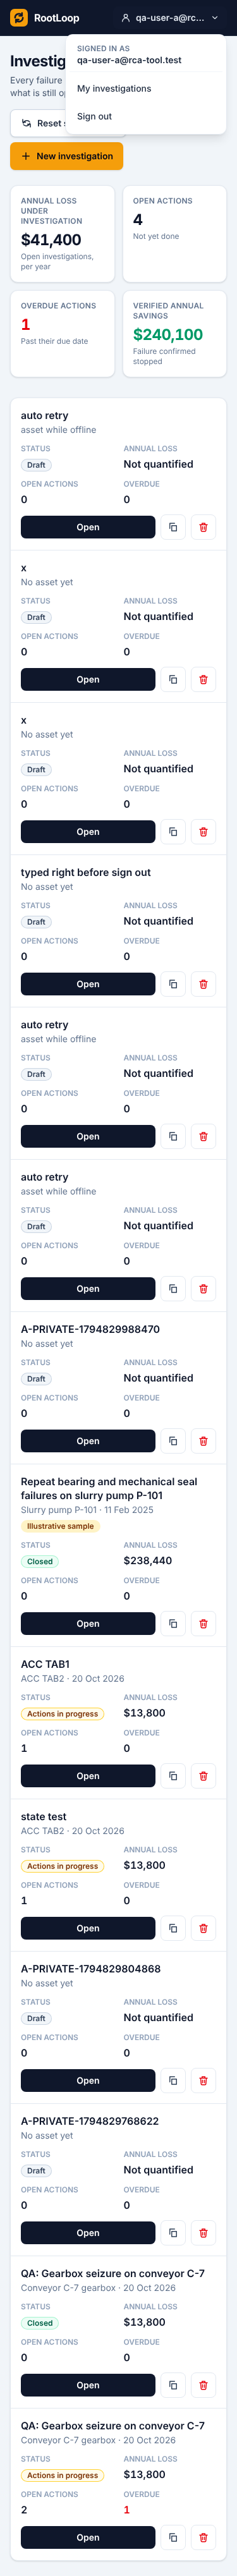 RootLoop
qa-user-a@rc...
SIGNED IN AS
qa-user-a@rca-tool.test
My investigations
Sign out
Investig
Every failure
what is still op
Reset s
New investigation
ANNUAL LOSS
UNDER
INVESTIGATION
$41,400
Open investigations,
per year
OPEN ACTIONS
4
Not yet done
OVERDUE ACTIONS
1
Past their due date
VERIFIED ANNUAL
SAVINGS
$240,100
Failure confirmed
stopped
auto retry
asset while offline
STATUS ANNUAL LOSS
Draft Not quantified
OPEN ACTIONS OVERDUE
0 0
Open
x
No asset yet
STATUS ANNUAL LOSS
Draft Not quantified
OPEN ACTIONS OVERDUE
0 0
Open
x
No asset yet
STATUS ANNUAL LOSS
Draft Not quantified
OPEN ACTIONS OVERDUE
0 0
Open
typed right before sign out
No asset yet
STATUS ANNUAL LOSS
Draft Not quantified
OPEN ACTIONS OVERDUE
0 0
Open
auto retry
asset while offline
STATUS ANNUAL LOSS
Draft Not quantified
OPEN ACTIONS OVERDUE
0 0
Open
auto retry
asset while offline
STATUS ANNUAL LOSS
Draft Not quantified
OPEN ACTIONS OVERDUE
0 0
Open
A-PRIVATE-1794829988470
No asset yet
STATUS ANNUAL LOSS
Draft Not quantified
OPEN ACTIONS OVERDUE
0 0
Open
Repeat bearing and mechanical seal
failures on slurry pump P-101
Slurry pump P-101 · 11 Feb 2025
Illustrative sample
STATUS ANNUAL LOSS
Closed $238,440
OPEN ACTIONS OVERDUE
0 0
Open
ACC TAB1
ACC TAB2 · 20 Oct 2026
STATUS ANNUAL LOSS
Actions in progress $13,800
OPEN ACTIONS OVERDUE
1 0
Open
state test
ACC TAB2 · 20 Oct 2026
STATUS ANNUAL LOSS
Actions in progress $13,800
OPEN ACTIONS OVERDUE
1 0
Open
A-PRIVATE-1794829804868
No asset yet
STATUS ANNUAL LOSS
Draft Not quantified
OPEN ACTIONS OVERDUE
0 0
Open
A-PRIVATE-1794829768622
No asset yet
STATUS ANNUAL LOSS
Draft Not quantified
OPEN ACTIONS OVERDUE
0 0
Open
QA: Gearbox seizure on conveyor C-7
Conveyor C-7 gearbox · 20 Oct 2026
STATUS ANNUAL LOSS
Closed $13,800
OPEN ACTIONS OVERDUE
0 0
Open
QA: Gearbox seizure on conveyor C-7
Conveyor C-7 gearbox · 20 Oct 2026
STATUS ANNUAL LOSS
Actions in progress $13,800
OPEN ACTIONS OVERDUE
2 1
Open